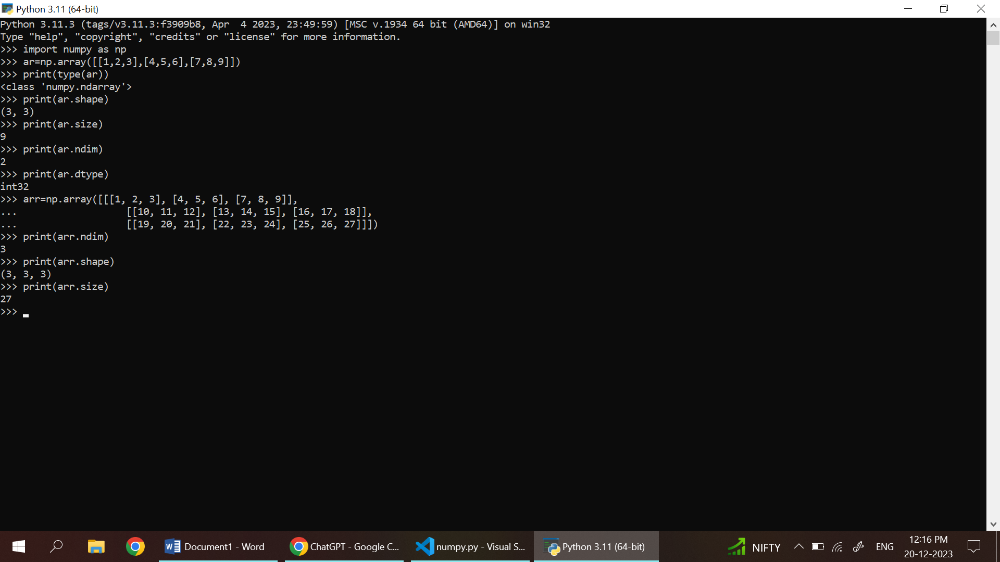 Python 3.11 (64-bit)
Python 3.11.3 (tags/v3.11.3:f3909b8, Apr  4 2023, 23:49:59) [MSC v.1934 64 bit (AMD64)] on win32
Type "help", "copyright", "credits" or "license" for more information.
>>> import numpy as np
>>> ar=np.array([[1,2,3],[4,5,6],[7,8,9]])
>>> print(type(ar))
<class 'numpy.ndarray'>
>>> print(ar.shape)
(3, 3)
>>> print(ar.size)
9
>>> print(ar.ndim)
2
>>> print(ar.dtype)
int32
>>> arr=np.array([[[1, 2, 3], [4, 5, 6], [7, 8, 9]],
...                   [[10, 11, 12], [13, 14, 15], [16, 17, 18]],
...                   [[19, 20, 21], [22, 23, 24], [25, 26, 27]]])
>>> print(arr.ndim)
3
>>> print(arr.shape)
(3, 3, 3)
>>> print(arr.size)
27
>>>
Document1 - Word
ChatGPT - Google C...
numpy.py - Visual S...
Python 3.11 (64-bit)
NIFTY
ENG
12:16 PM
20-12-2023